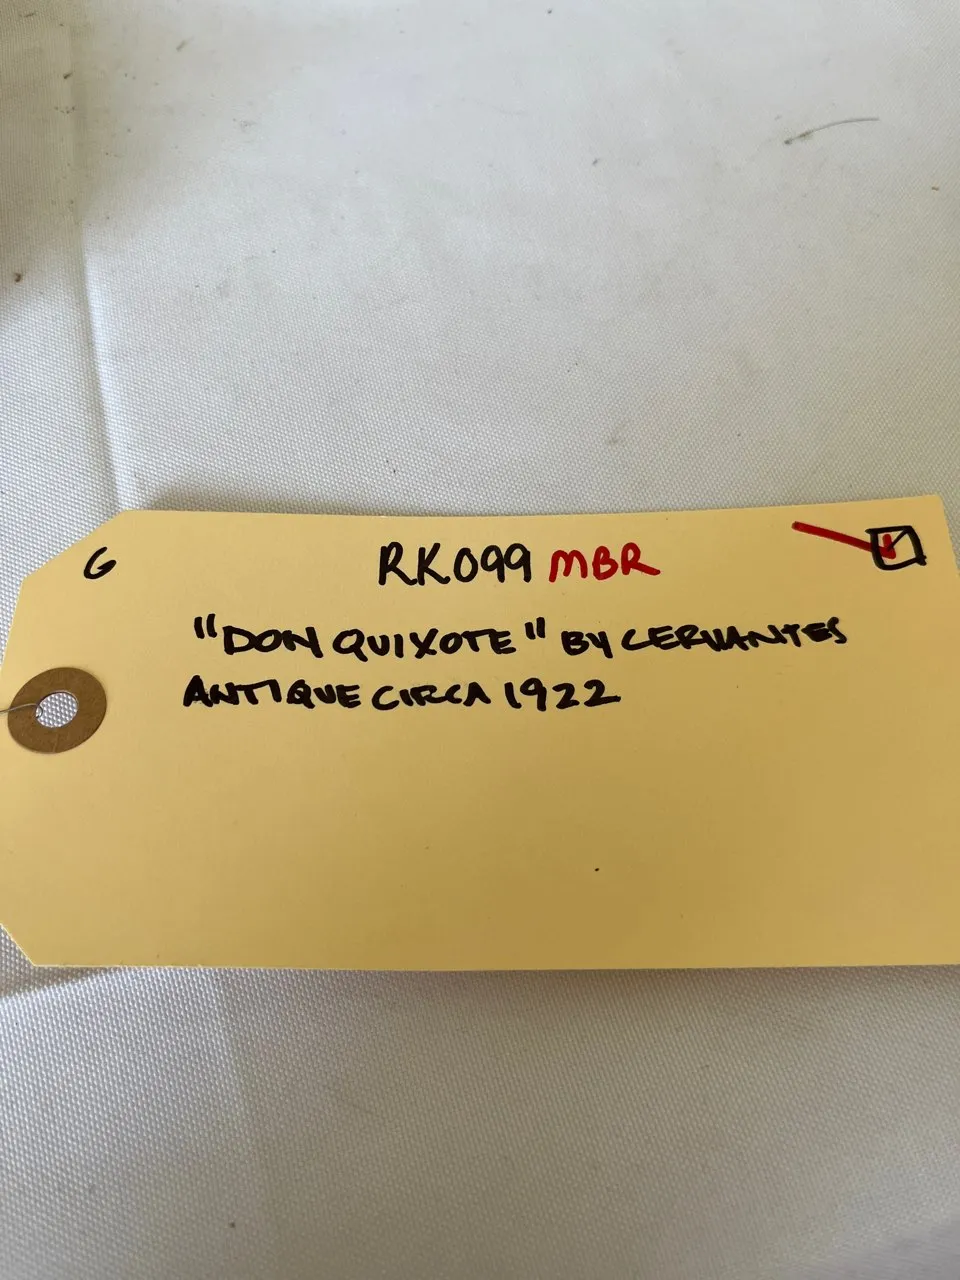 G
RK099 MBR
"DON QUIXOTE" BY CERVANTES
ANTIQUE CIRCA 1922